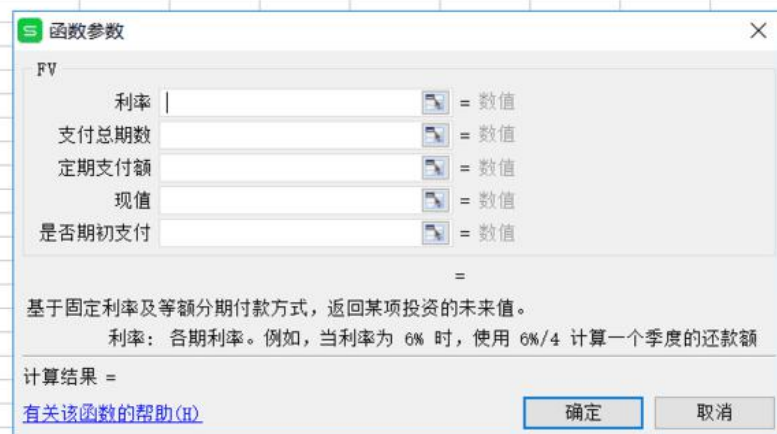 S 函数参数
FV
利率 = 数值
支付总期数 = 数值
定期支付额 = 数值
现值 = 数值
是否期初支付 = 数值
=
基于固定利率及等额分期付款方式，返回某项投资的未来值。
利率： 各期利率。例如，当利率为 6% 时，使用 6%/4 计算一个季度的还款额
计算结果 =
有关该函数的帮助(H) 确定 取消